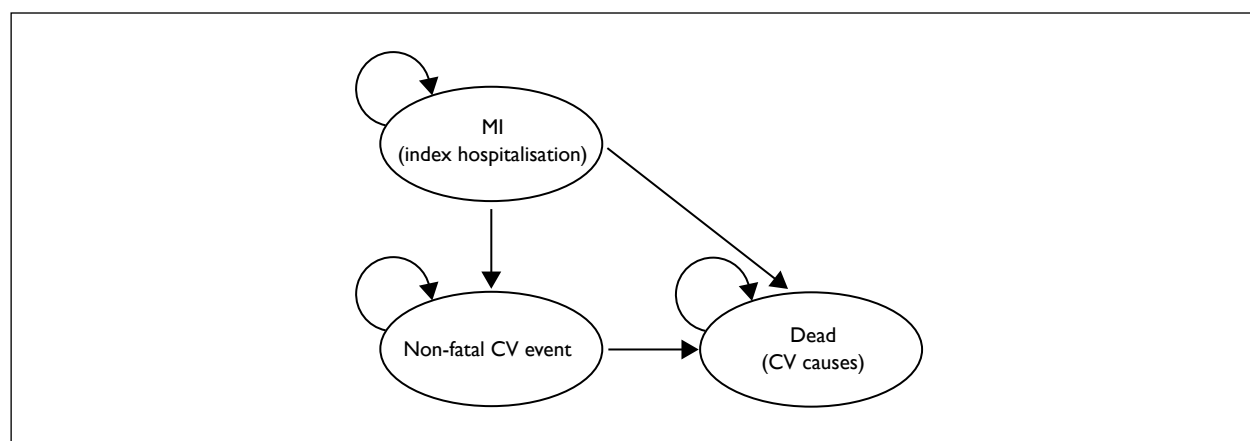 MI
(index hospitalisation)
Non-fatal CV event
Dead
(CV causes)